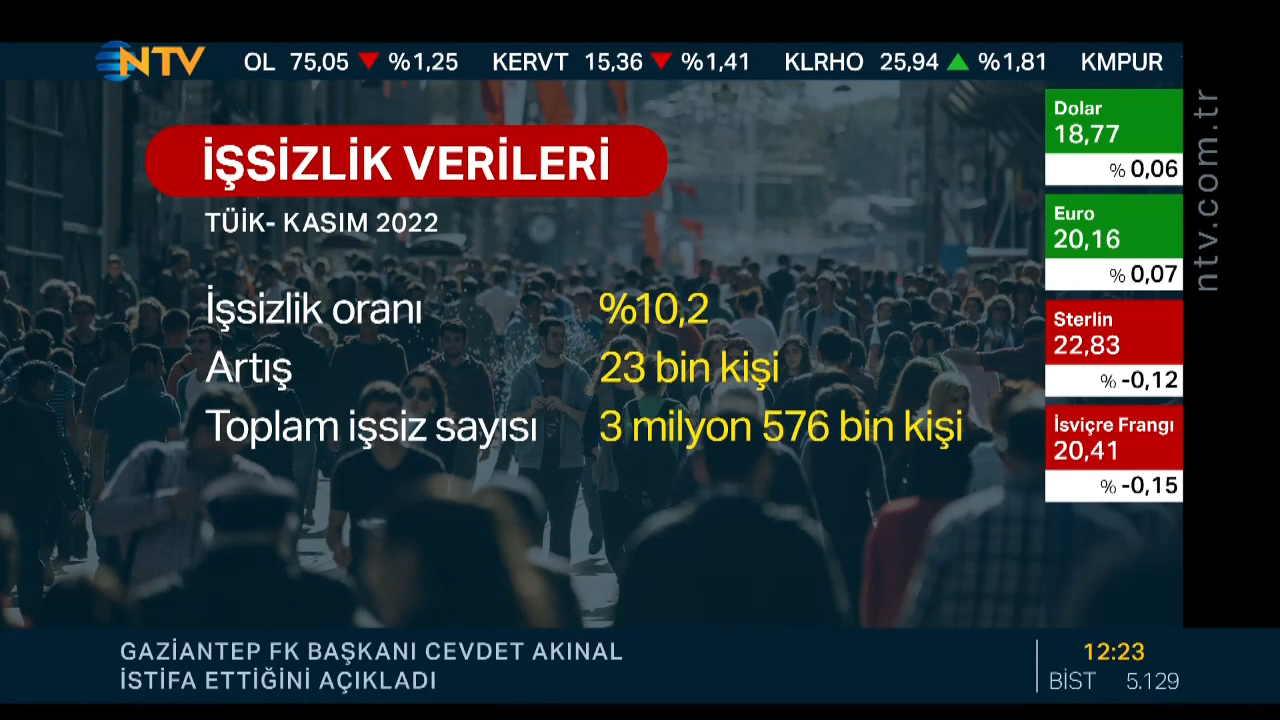 NTV
OL 75,05 %1,25 KERVT 15,36 %1,41 KLRHO 25,94 %1,81 KMPUR
İŞSİZLİK VERİLERİ
TÜİK- KASIM 2022
İşsizlik oranı %10,2
Artış 23 bin kişi
Toplam işsiz sayısı 3 milyon 576 bin kişi
Dolar
18,77
% 0,06
Euro
20,16
% 0,07
Sterlin
22,83
% -0,12
İsviçre Frangı
20,41
% -0,15
ntv.com.tr
GAZİANTEP FK BAŞKANI CEVDET AKINAL
İSTİFA ETTİĞİNİ AÇIKLADI
12:23
BİST 5.129